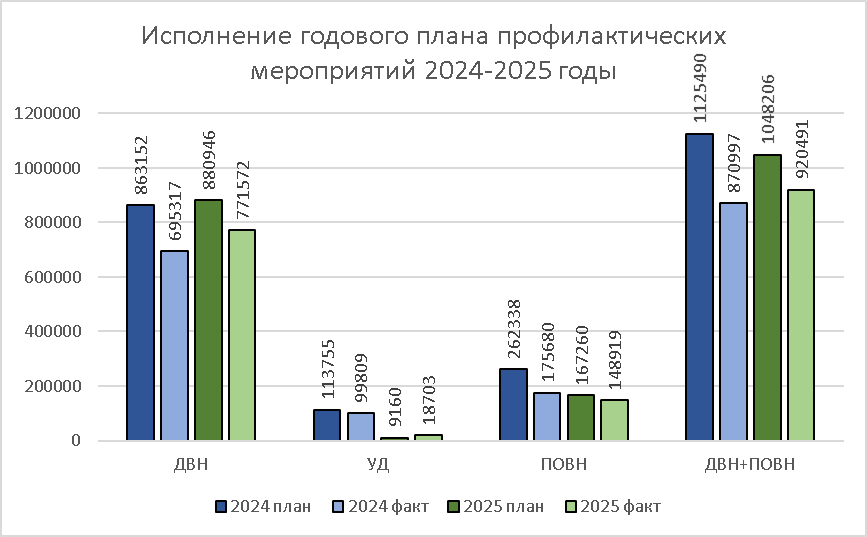 Исполнение годового плана профилактических
мероприятий 2024-2025 годы
1200000
1000000
800000
600000
400000
200000
0
863152
695317
880946
771572
113755
99809
9160
18703
262338
175680
167260
148919
1125490
870997
1048206
920491
ДВН
УД
ПОВН
ДВН+ПОВН
2024 план
2024 факт
2025 план
2025 факт